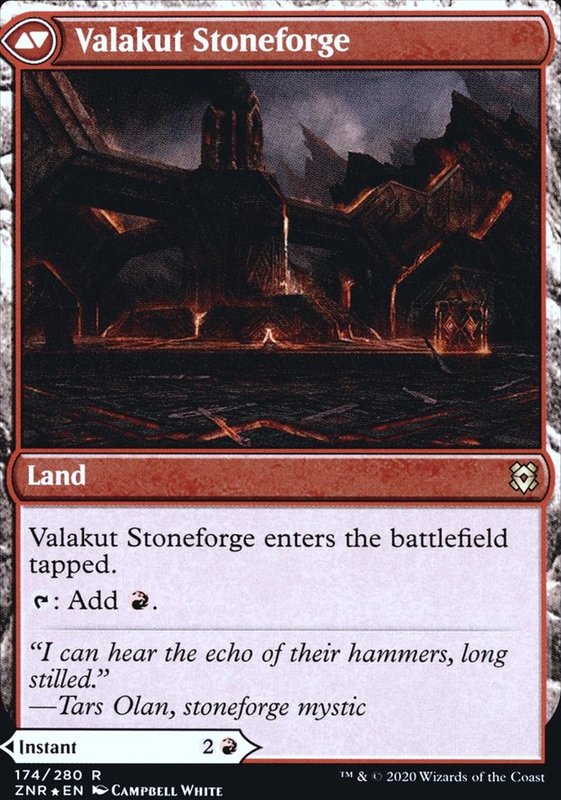 Valakut Stoneforge
Land
Valakut Stoneforge enters the battlefield
tapped.
: Add .
“I can hear the echo of their hammers, long
stilled.”
—Tars Olan, stoneforge mystic
Instant 2
174/280 R
ZNR★EN Campbell White
™ & © 2020 Wizards of the Coast